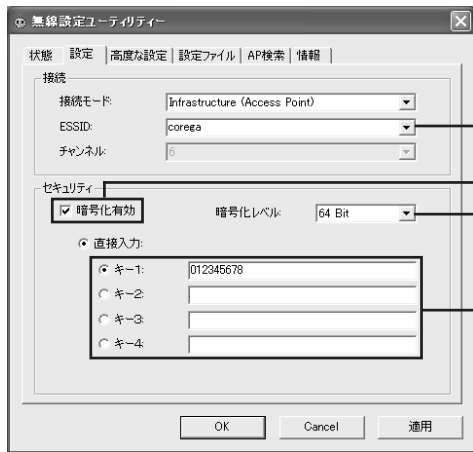 無線設定ユーティリティー
状態 設定 高度な設定 設定ファイル AP検索 情報
接続
接続モード: Infrastructure (Access Point)
ESSID: corega
チャンネル: 6
セキュリティ
暗号化有効 暗号化レベル: 64 Bit
直接入力:
キー1: 012345678
キー2:
キー3:
キー4:
OK Cancel 適用